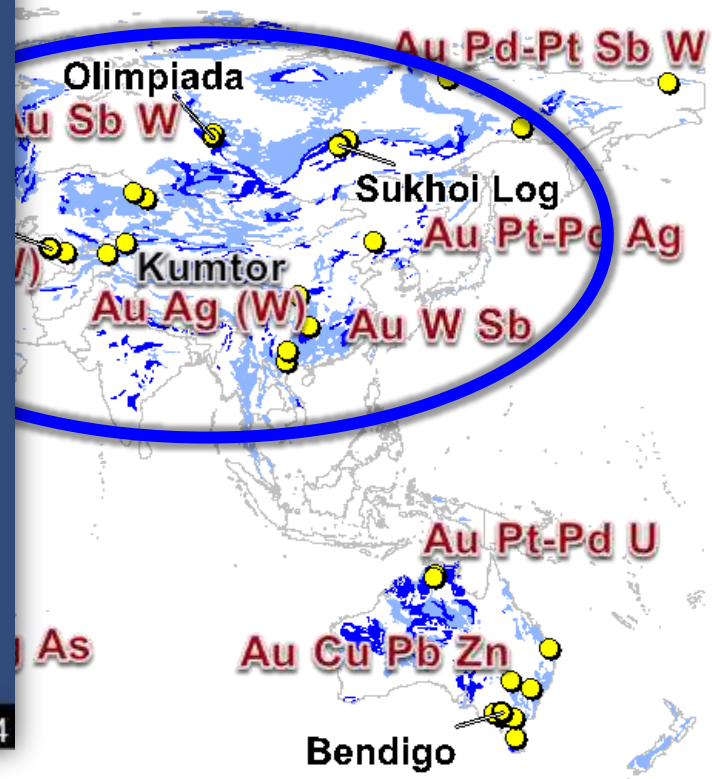 Au Pd-Pt Sb W
Olimpiada
Au Sb W
Sukhoi Log
Au Pt-Pd Ag
Kumtor
Au Ag (W)
Au W Sb
Au Pt-Pd U
As
Au Cu Pb Zn
Bendigo
4